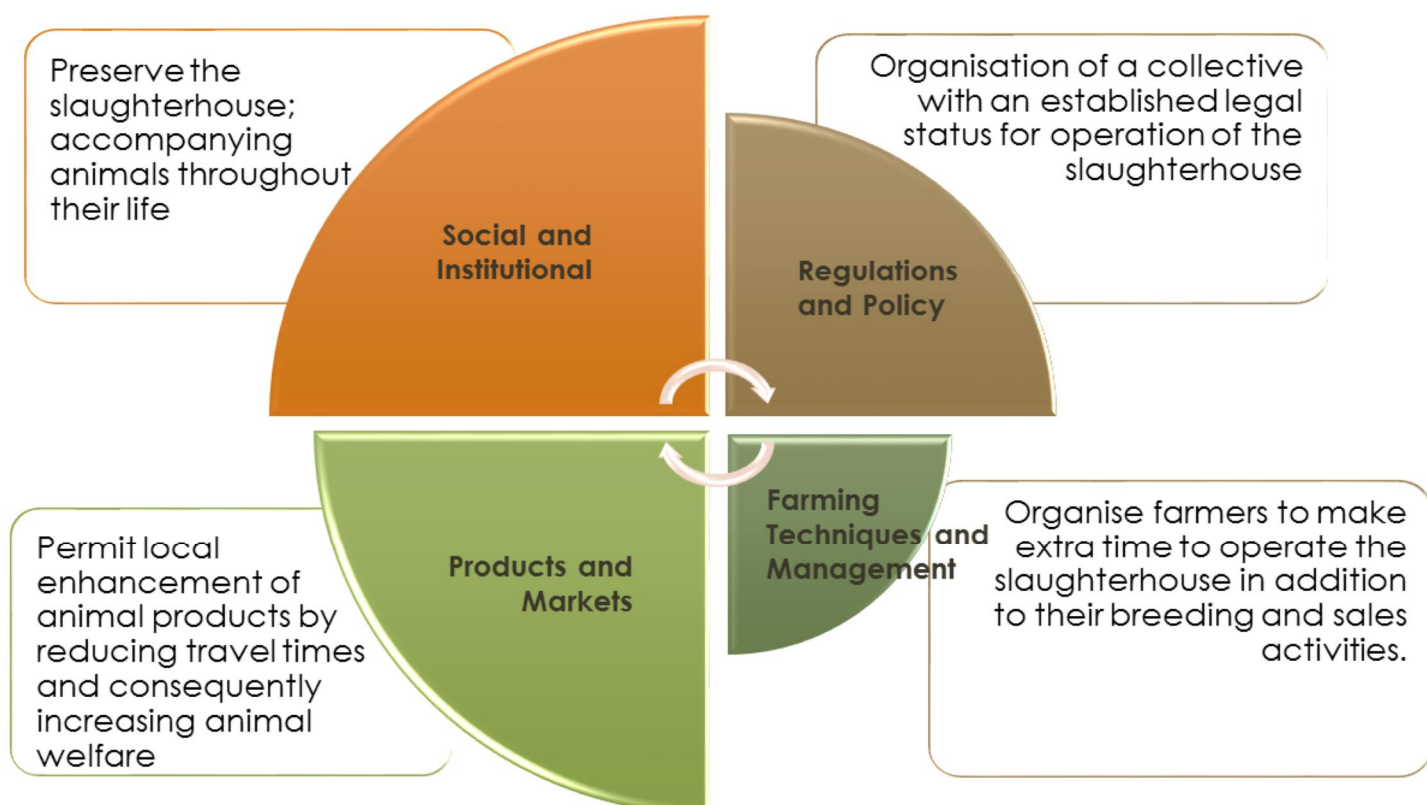 Preserve the
slaughterhouse;
accompanying
animals throughout
their life
Social and
Institutional
Organisation of a collective
with an established legal
status for operation of the
slaughterhouse
Regulations
and Policy
Permit local
enhancement of
animal products by
reducing travel times
and consequently
increasing animal
welfare
Products and
Markets
Farming
Techniques and
Management
Organise farmers to make
extra time to operate the
slaughterhouse in addition
to their breeding and sales
activities.